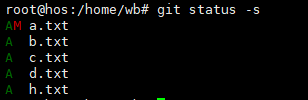 root@hos:/home/wb# git status -s
AM a.txt
A  b.txt
A  c.txt
A  d.txt
A  h.txt